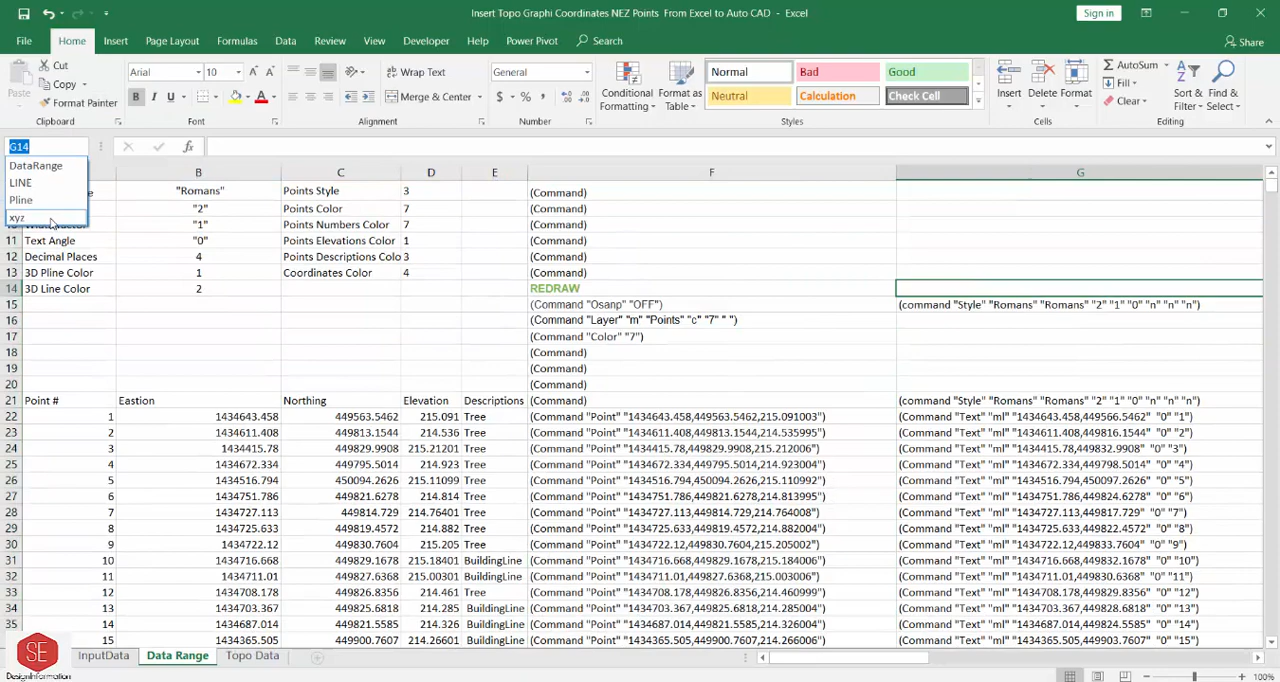 Insert Topo Graphi Coordinates NEZ Points From Excel to Auto CAD - Excel
Sign in
File Home Insert Page Layout Formulas Data Review View Developer Help Power Pivot Search
Share
Paste
Cut
Copy
Format Painter
Clipboard
Arial 10
B I U
Font
Wrap Text
Merge & Center
Alignment
General
$ % ,
Number
Conditional Formatting
Format as Table
Normal Bad Good
Neutral Calculation Check Cell
Styles
Insert Delete Format
Cells
AutoSum
Fill
Clear
Sort & Filter
Find & Select
Editing
G14
DataRange
LINE
Pline
xyz
B C D E F G
"Romans" Points Style 3 (Command)
"2" Points Color 7 (Command)
"1" Points Numbers Color 7 (Command)
11 Text Angle "0" Points Elevations Color 1 (Command)
12 Decimal Places 4 Points Descriptions Colo 3 (Command)
13 3D Pline Color 1 Coordinates Color 4 (Command)
14 3D Line Color 2 REDRAW
15 (Command "Osanp" "OFF") (command "Style" "Romans" "Romans" "2" "1" "0" "n" "n" "n")
16 (Command "Layer" "m" "Points" "c" "7" " ")
17 (Command "Color" "7")
18 (Command)
19 (Command)
20 (Command)
21 Point # Eastion Northing Elevation Descriptions (Command) (command "Style" "Romans" "Romans" "2" "1" "0" "n" "n" "n")
22 1 1434643.458 449563.5462 215.091 Tree (Command "Point" "1434643.458,449563.5462,215.091003") (Command "Text" "ml" "1434643.458,449566.5462" "0" "1")
23 2 1434611.408 449813.1544 214.536 Tree (Command "Point" "1434611.408,449813.1544,214.535995") (Command "Text" "ml" "1434611.408,449816.1544" "0" "2")
24 3 1434415.78 449829.9908 215.21201 Tree (Command "Point" "1434415.78,449829.9908,215.212006") (Command "Text" "ml" "1434415.78,449832.9908" "0" "3")
25 4 1434672.334 449795.5014 214.923 Tree (Command "Point" "1434672.334,449795.5014,214.923004") (Command "Text" "ml" "1434672.334,449798.5014" "0" "4")
26 5 1434516.794 450094.2626 215.11099 Tree (Command "Point" "1434516.794,450094.2626,215.110992") (Command "Text" "ml" "1434516.794,450097.2626" "0" "5")
27 6 1434751.786 449821.6278 214.814 Tree (Command "Point" "1434751.786,449821.6278,214.813995") (Command "Text" "ml" "1434751.786,449824.6278" "0" "6")
28 7 1434727.113 449814.729 214.76401 Tree (Command "Point" "1434727.113,449814.729,214.764008") (Command "Text" "ml" "1434727.113,449817.729" "0" "7")
29 8 1434725.633 449819.4572 214.882 Tree (Command "Point" "1434725.633,449819.4572,214.882004") (Command "Text" "ml" "1434725.633,449822.4572" "0" "8")
30 9 1434722.12 449830.7604 215.205 Tree (Command "Point" "1434722.12,449830.7604,215.205002") (Command "Text" "ml" "1434722.12,449833.7604" "0" "9")
31 10 1434716.668 449829.1678 215.18401 BuildingLine (Command "Point" "1434716.668,449829.1678,215.184006") (Command "Text" "ml" "1434716.668,449832.1678" "0" "10")
32 11 1434711.01 449827.6368 215.00301 BuildingLine (Command "Point" "1434711.01,449827.6368,215.003006") (Command "Text" "ml" "1434711.01,449830.6368" "0" "11")
33 12 1434708.178 449826.8356 214.461 Tree (Command "Point" "1434708.178,449826.8356,214.460999") (Command "Text" "ml" "1434708.178,449829.8356" "0" "12")
34 13 1434703.367 449825.6818 214.285 BuildingLine (Command "Point" "1434703.367,449825.6818,214.285004") (Command "Text" "ml" "1434703.367,449828.6818" "0" "13")
35 14 1434687.014 449821.5585 214.326 BuildingLine (Command "Point" "1434687.014,449821.5585,214.326004") (Command "Text" "ml" "1434687.014,449824.5585" "0" "14")
15 1434365.505 449900.7607 214.26601 BuildingLine (Command "Point" "1434365.505,449900.7607,214.266006") (Command "Text" "ml" "1434365.505,449903.7607" "0" "15")
SE
DesignInformation
InputData Data Range Topo Data
100%